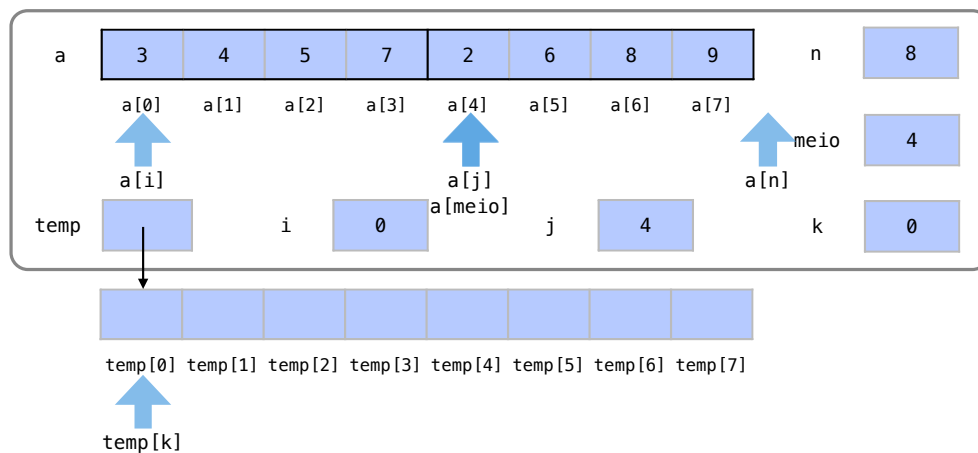 a 3 4 5 7 2 6 8 9 n 8
a[0] a[1] a[2] a[3] a[4] a[5] a[6] a[7]
meio 4
a[i] a[j] a[n]
a[meio]
temp i 0 j 4 k 0
temp[0] temp[1] temp[2] temp[3] temp[4] temp[5] temp[6] temp[7]
temp[k]